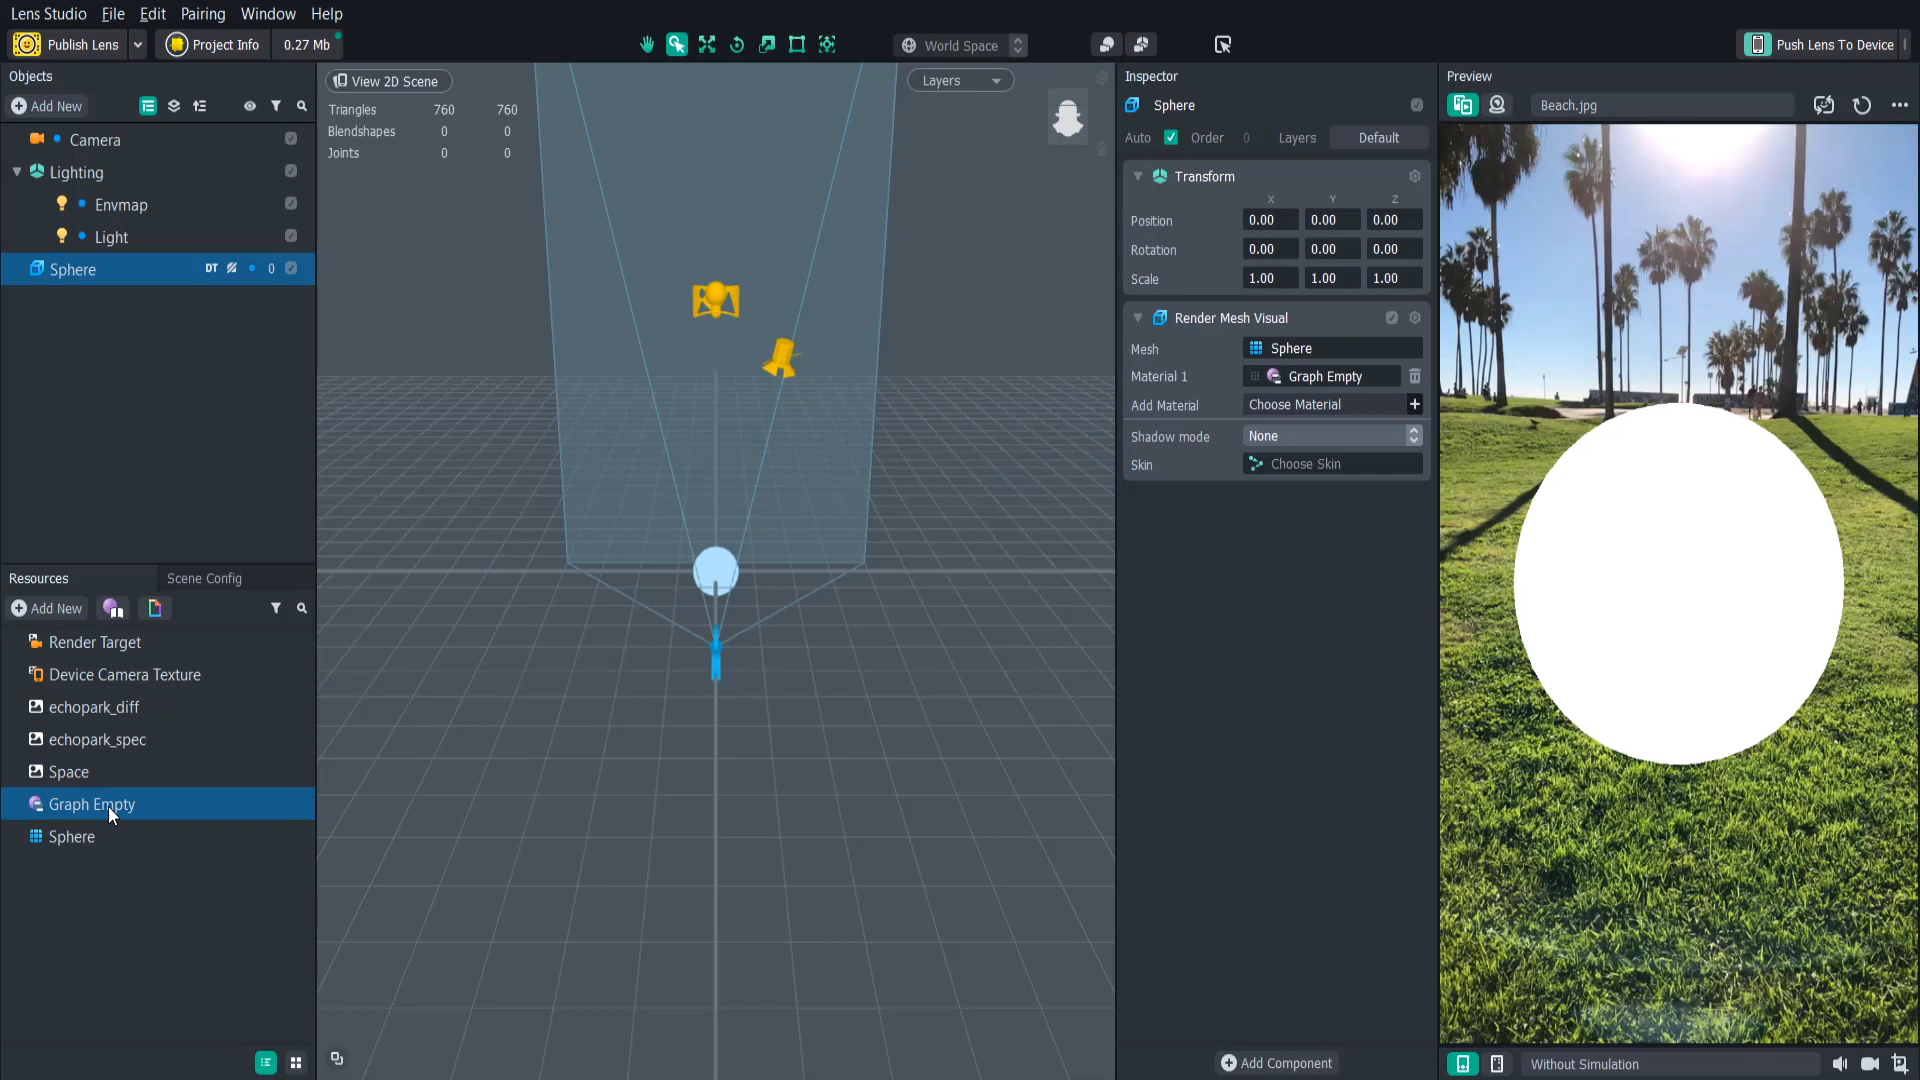 Lens Studio File Edit Pairing Window Help
Publish Lens Project Info 0.27 Mb World Space Push Lens To Device
Objects
Add New
Camera
Lighting
Envmap
Light
Sphere DT 0
Resources Scene Config
Add New
Render Target
Device Camera Texture
echopark_diff
echopark_spec
Space
Graph Empty
Sphere
View 2D Scene Layers
Triangles 760 760
Blendshapes 0 0
Joints 0 0
Inspector
Sphere
Auto Order 0 Layers Default
Transform
X Y Z
Position 0.00 0.00 0.00
Rotation 0.00 0.00 0.00
Scale 1.00 1.00 1.00
Render Mesh Visual
Mesh Sphere
Material 1 Graph Empty
Add Material Choose Material +
Shadow mode None
Skin Choose Skin
Add Component
Preview
Beach.jpg
Without Simulation